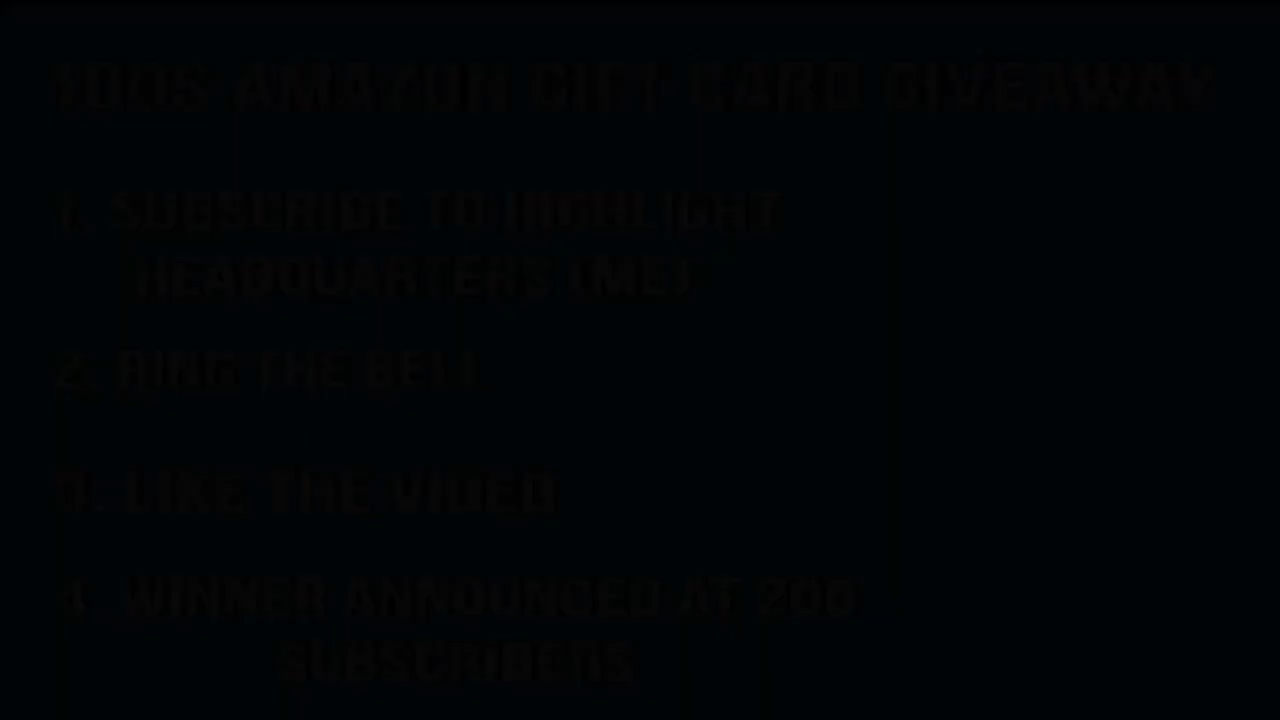 100$ AMAZON GIFT CARD GIVEAWAY
1. SUBSCRIBE TO HIGHLIGHT
HEADQUARTERS (ME)
2. RING THE BELL
3. LIKE THE VIDEO
4. WINNER ANNOUNCED AT 200
SUBSCRIBERS